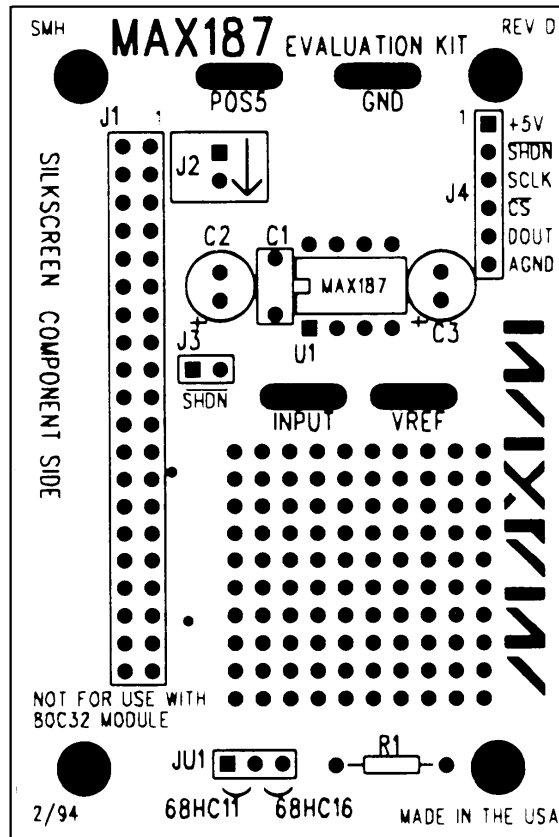 SMH
MAX187 EVALUATION KIT
REV D
POS5
GND
J1
1
J2
1
+5V
SHDN
SCLK
J4
CS
DOUT
AGND
C2
C1
MAX187
+
+
C3
U1
J3
SHDN
INPUT
VREF
SILKSCREEN COMPONENT SIDE
MAXIM
NOT FOR USE WITH
80C32 MODULE
JU1
R1
68HC11
68HC16
2/94
MADE IN THE USA